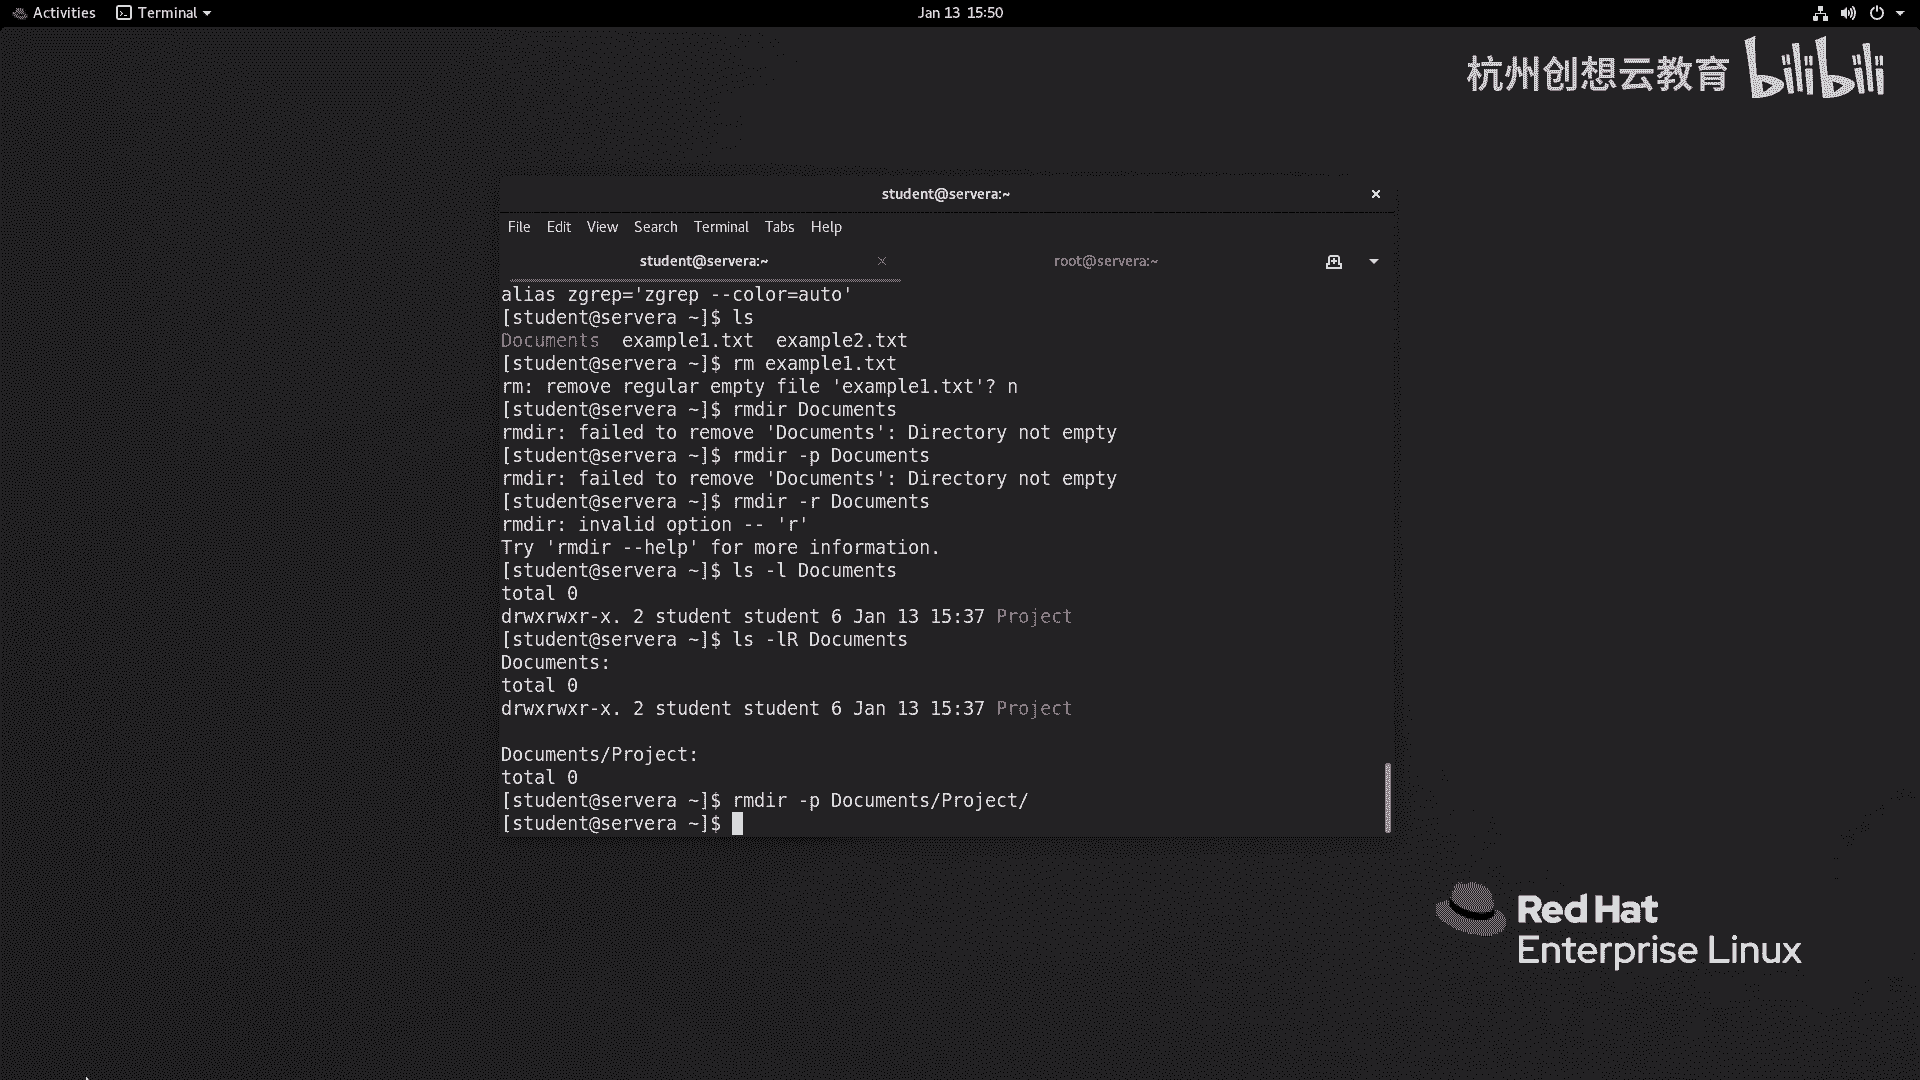 Activities Terminal Jan 13 15:50
杭州创想云教育 bilibili
student@servera:~
File Edit View Search Terminal Tabs Help
student@servera:~ root@servera:~
alias zgrep='zgrep --color=auto'
[student@servera ~]$ ls
Documents  example1.txt  example2.txt
[student@servera ~]$ rm example1.txt
rm: remove regular empty file 'example1.txt'? n
[student@servera ~]$ rmdir Documents
rmdir: failed to remove 'Documents': Directory not empty
[student@servera ~]$ rmdir -p Documents
rmdir: failed to remove 'Documents': Directory not empty
[student@servera ~]$ rmdir -r Documents
rmdir: invalid option -- 'r'
Try 'rmdir --help' for more information.
[student@servera ~]$ ls -l Documents
total 0
drwxrwxr-x. 2 student student 6 Jan 13 15:37 Project
[student@servera ~]$ ls -lR Documents
Documents:
total 0
drwxrwxr-x. 2 student student 6 Jan 13 15:37 Project
Documents/Project:
total 0
[student@servera ~]$ rmdir -p Documents/Project/
[student@servera ~]$
Red Hat
Enterprise Linux